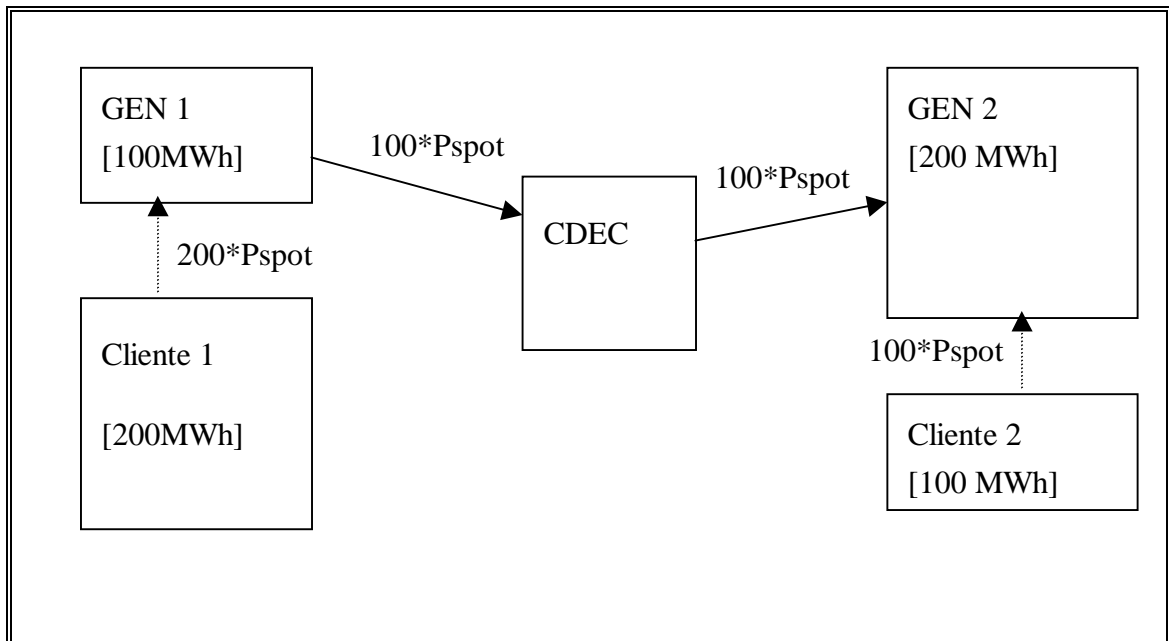 GEN 1
[100MWh]
100*Pspot
CDEC
100*Pspot
GEN 2
[200 MWh]
200*Pspot
Cliente 1
[200MWh]
100*Pspot
Cliente 2
[100 MWh]